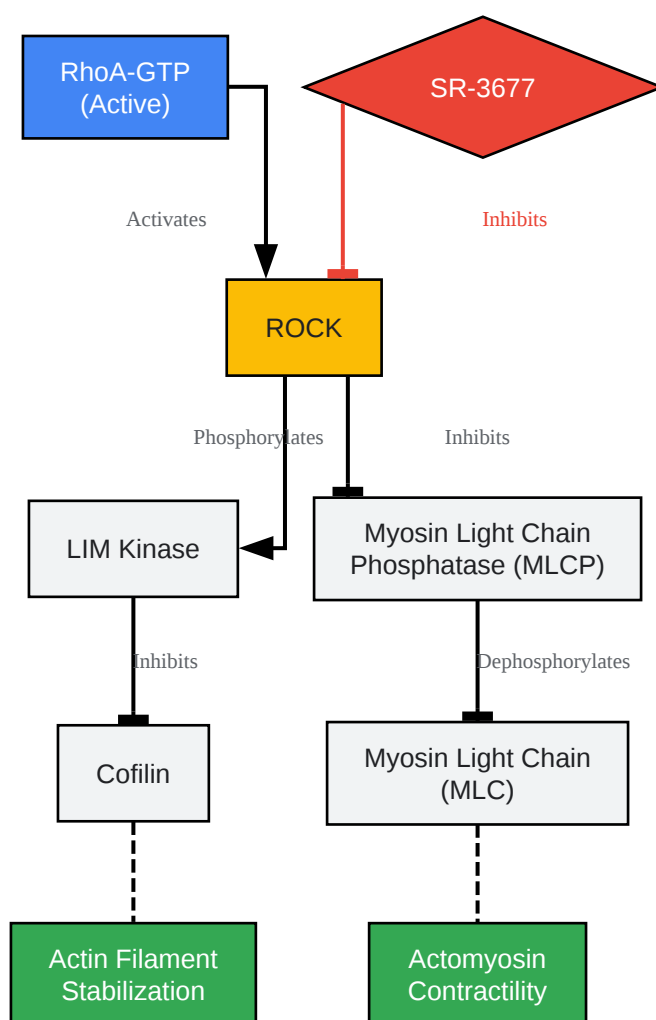 RhoA-GTP
(Active)
SR-3677
Activates
Inhibits
ROCK
Phosphorylates
Inhibits
LIM Kinase
Myosin Light Chain
Phosphatase (MLCP)
Inhibits
Dephosphorylates
Cofilin
Myosin Light Chain
(MLC)
Actin Filament
Stabilization
Actomyosin
Contractility